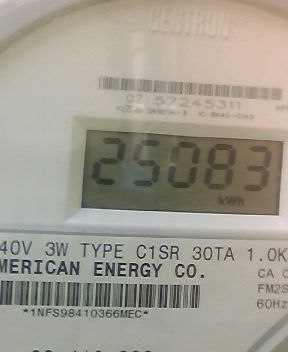 CENTRON
07 57245311
25083
kWh
40V 3W TYPE C1SR 30TA 1.0K
MERICAN ENERGY CO.
CA 
FM2S
60Hz
*1NFS98410366MEC*